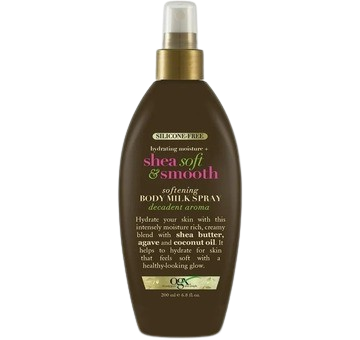 SILICONE-FREE
hydrating moisture +
shea soft
& smooth
softening
BODY MILK SPRAY
decadent aroma
Hydrate your skin with this
intensely moisture rich, creamy
blend with shea butter,
agave and coconut oil. It
helps to hydrate for skin
that feels soft with a
healthy-looking glow.
ogx
200 ml e 6.8 fl. oz.